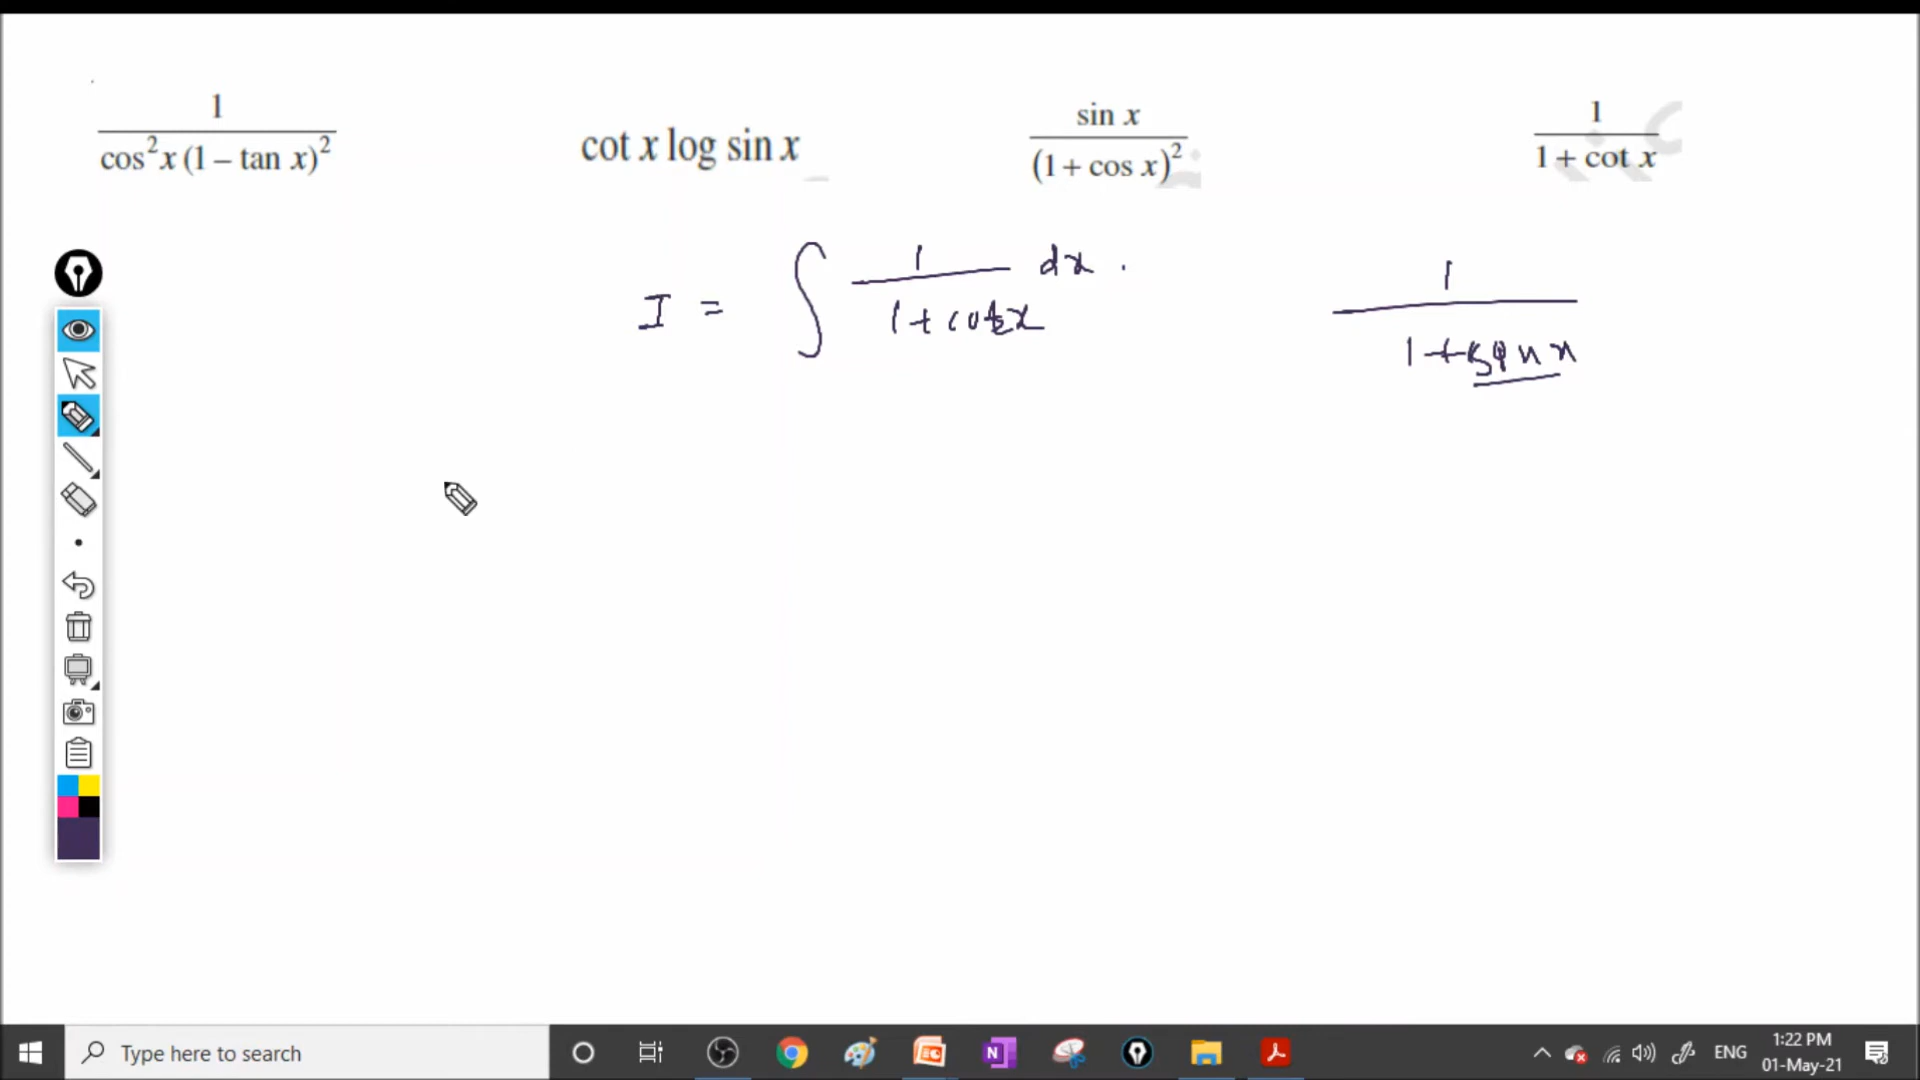 1 / cos²x (1 – tan x)²
cot x log sin x
sin x / (1 + cos x)²
1 / 1 + cot x
I = ∫ 1 / 1 + cot x dx .
1 / 1 +
Type here to search
ENG
1:22 PM
01-May-21